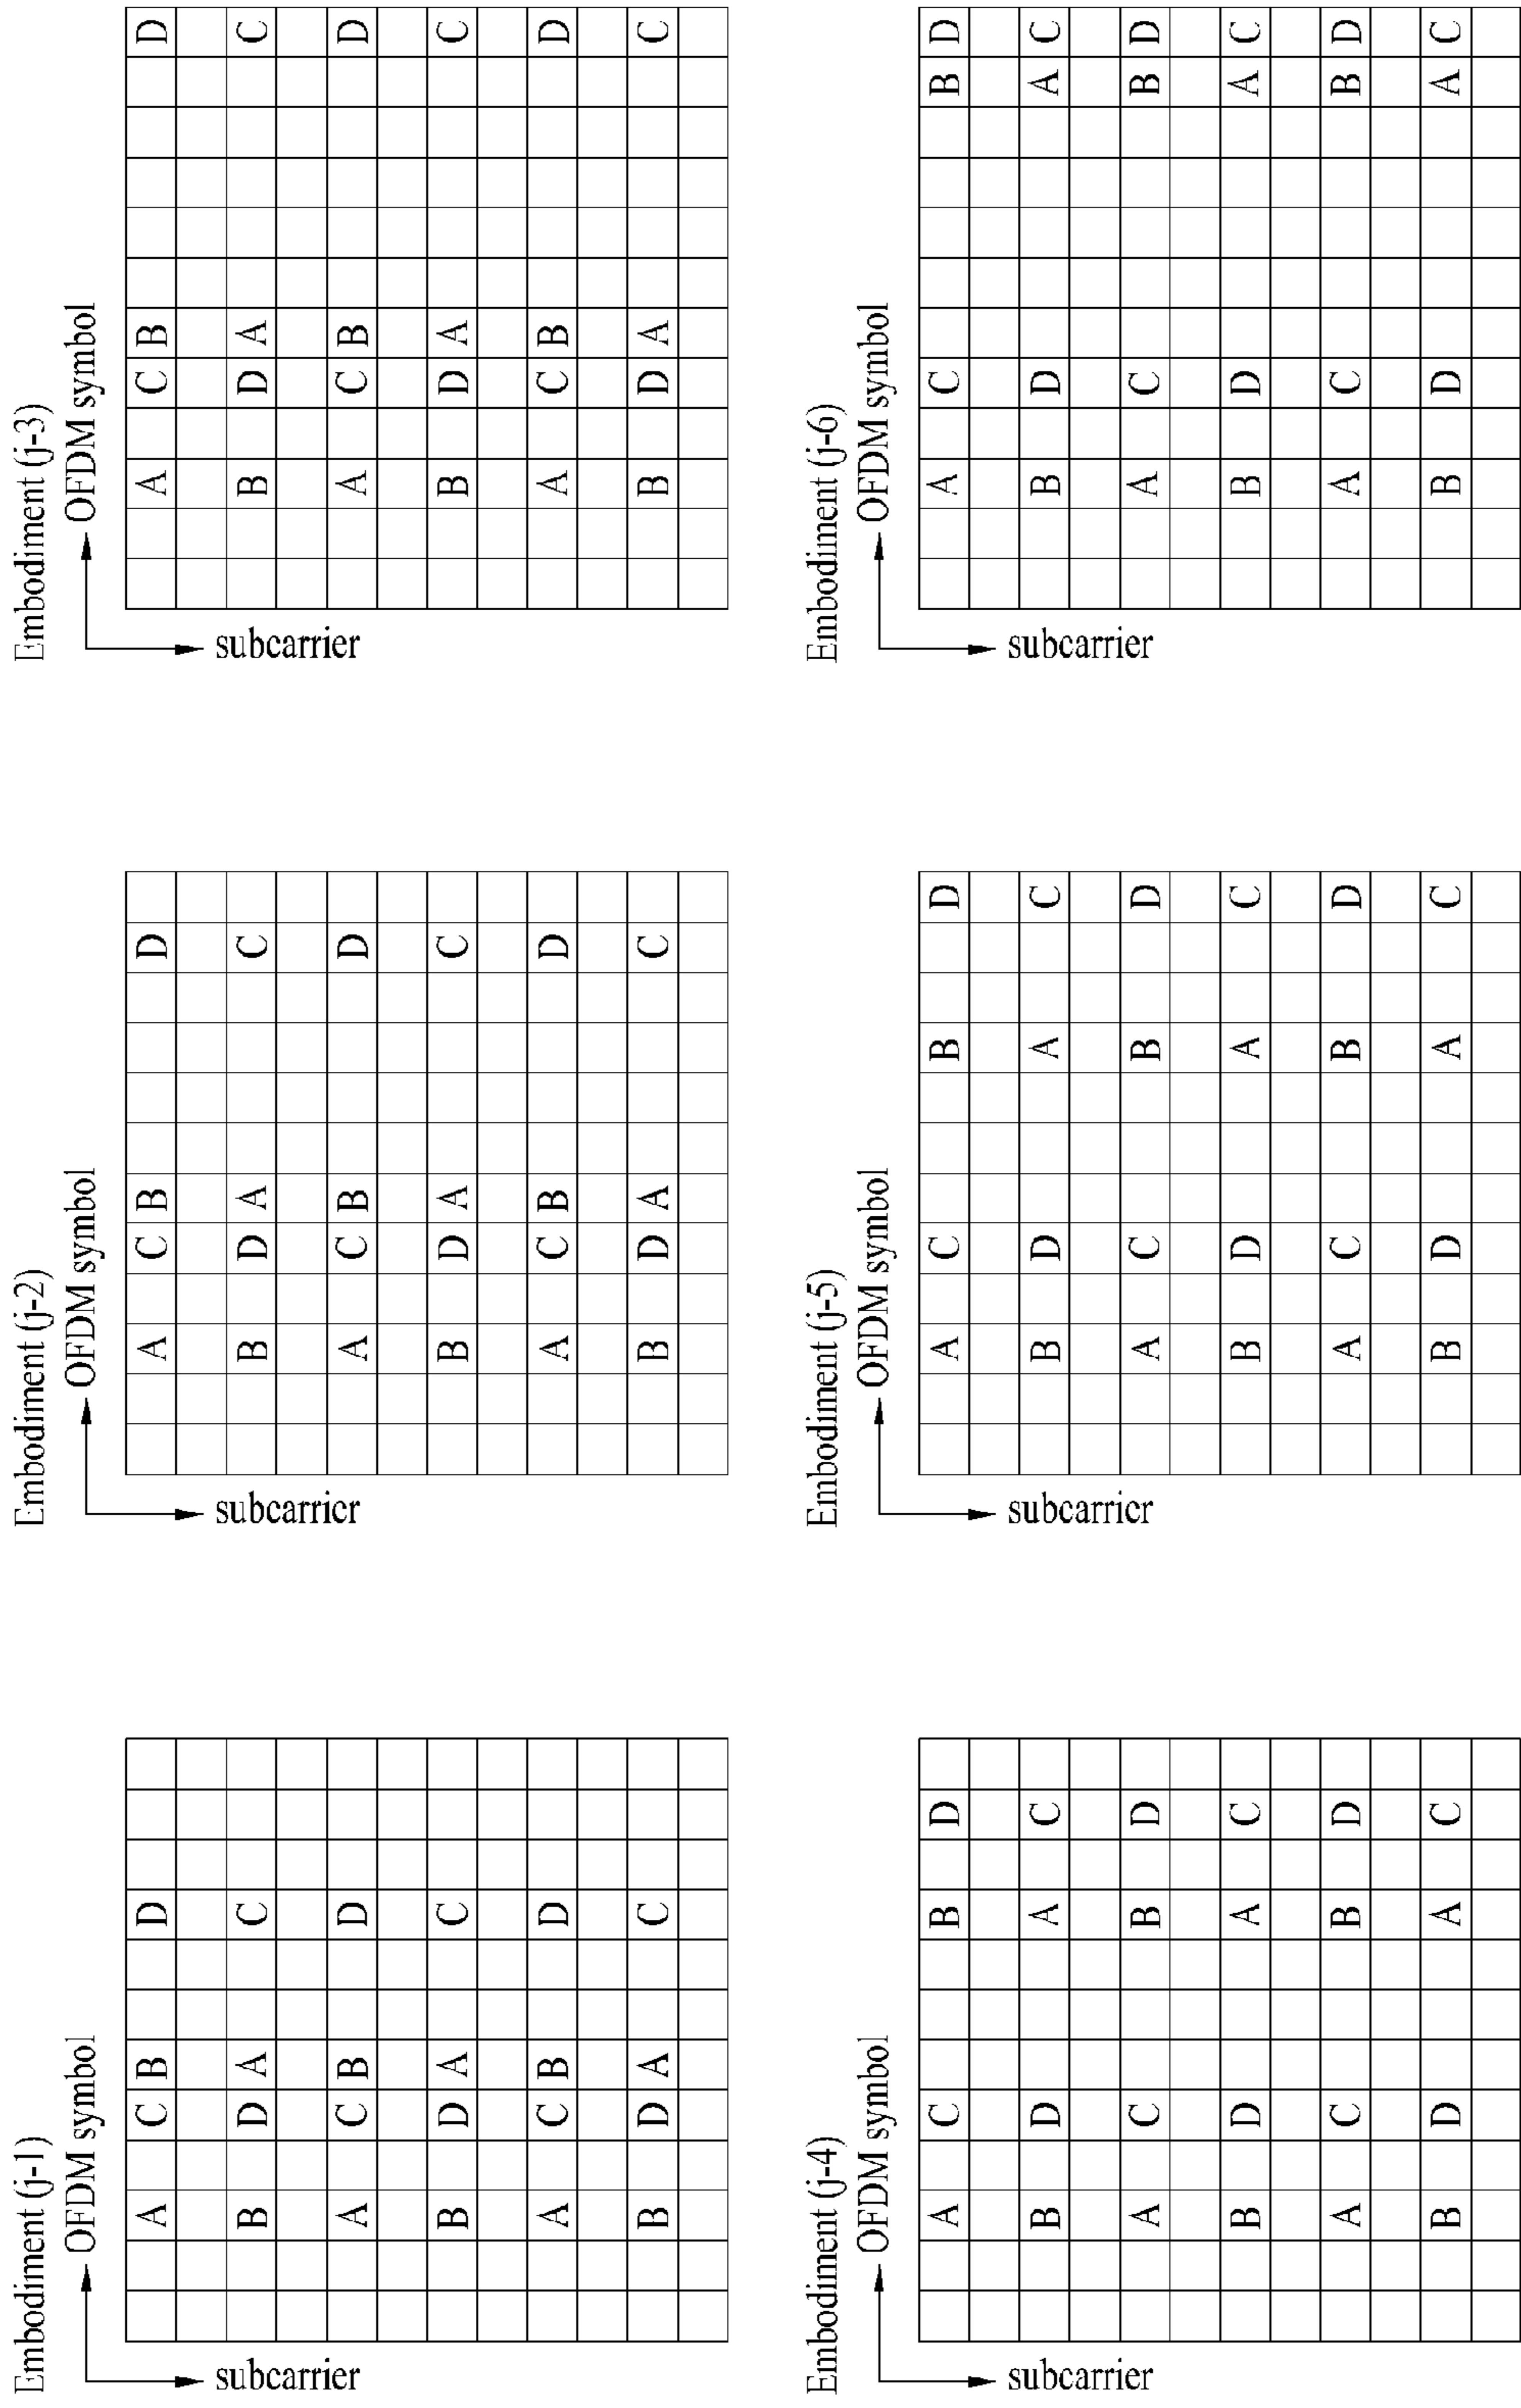 Embodiment (j-1)
OFDM symbol
subcarrier
A C B D
B D A C
A C B D
B D A C
A C B D
B D A C
Embodiment (j-2)
OFDM symbol
subcarrier
A C B D
B D A C
A C B D
B D A C
A C B D
B D A C
Embodiment (j-3)
OFDM symbol
subcarrier
A C B D
B D A C
A C B D
B D A C
A C B D
B D A C
Embodiment (j-4)
OFDM symbol
subcarrier
A C B D
B D A C
A C B D
B D A C
A C B D
B D A C
Embodiment (j-5)
OFDM symbol
subcarrier
A C B D
B D A C
A C B D
B D A C
A C B D
B D A C
Embodiment (j-6)
OFDM symbol
subcarrier
A C B D
B D A C
A C B D
B D A C
A C B D
B D A C